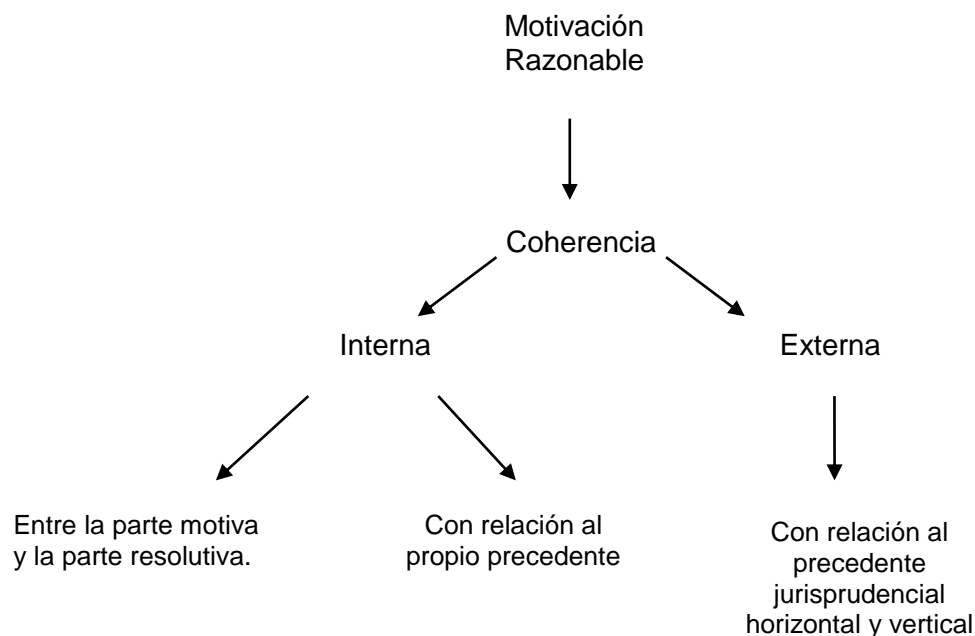 Motivación
Razonable
Coherencia
Interna
Externa
Entre la parte motiva
y la parte resolutiva.
Con relación al
propio precedente
Con relación al
precedente
jurisprudencial
horizontal y vertical